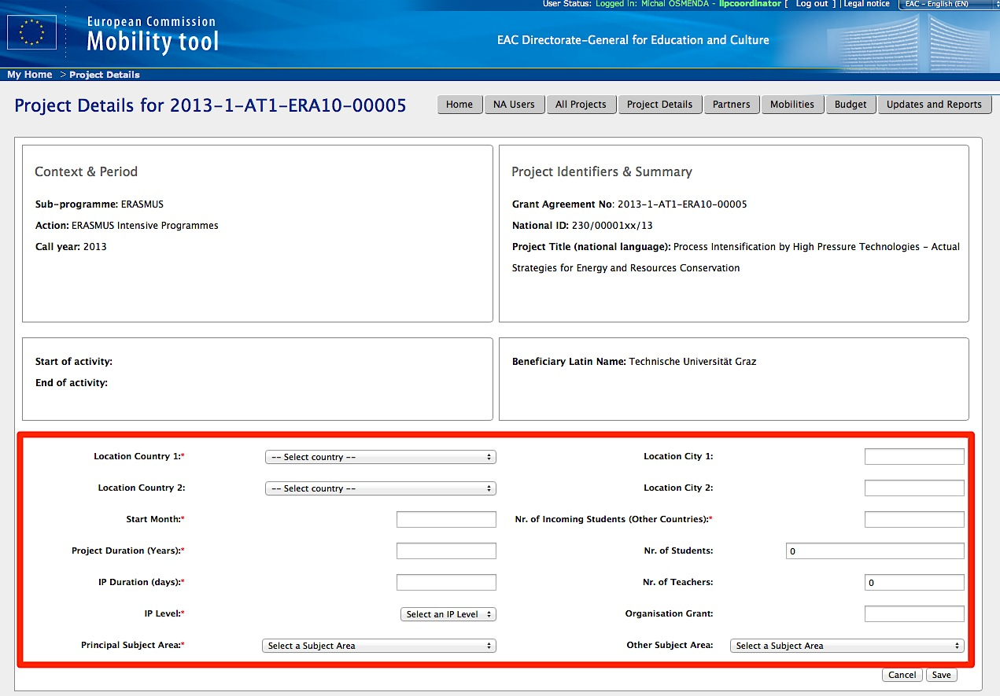 User Status: Logged In: Michal OSMENDA - llpcoordinator [ Log out ] | Legal notice EAC - English (EN)
European Commission
Mobility tool
EAC Directorate-General for Education and Culture
My Home > Project Details
Project Details for 2013-1-AT1-ERA10-00005
Home NA Users All Projects Project Details Partners Mobilities Budget Updates and Reports
Context & Period
Sub-programme: ERASMUS
Action: ERASMUS Intensive Programmes
Call year: 2013
Project Identifiers & Summary
Grant Agreement No: 2013-1-AT1-ERA10-00005
National ID: 230/00001xx/13
Project Title (national language): Process Intensification by High Pressure Technologies - Actual
Strategies for Energy and Resources Conservation
Start of activity:
End of activity:
Beneficiary Latin Name: Technische Universität Graz
Location Country 1:* -- Select country -- Location City 1:
Location Country 2: -- Select country -- Location City 2:
Start Month:* Nr. of Incoming Students (Other Countries):*
Project Duration (Years):* Nr. of Students: 0
IP Duration (days):* Nr. of Teachers: 0
IP Level:* Select an IP Level Organisation Grant:
Principal Subject Area:* Select a Subject Area Other Subject Area: Select a Subject Area
Cancel Save